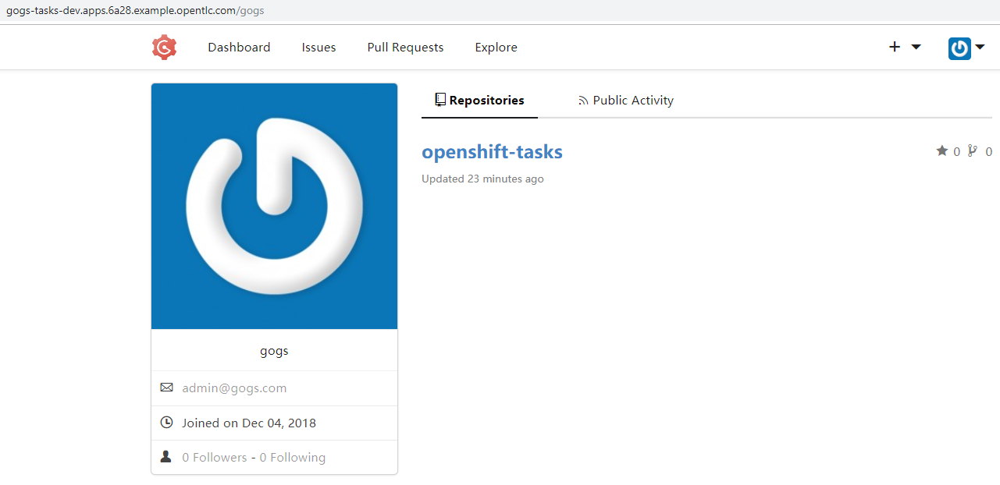 gogs-tasks-dev.apps.6a28.example.opentlc.com/gogs
Dashboard Issues Pull Requests Explore
Repositories Public Activity
openshift-tasks 0 0
Updated 23 minutes ago
gogs
admin@gogs.com
Joined on Dec 04, 2018
0 Followers - 0 Following